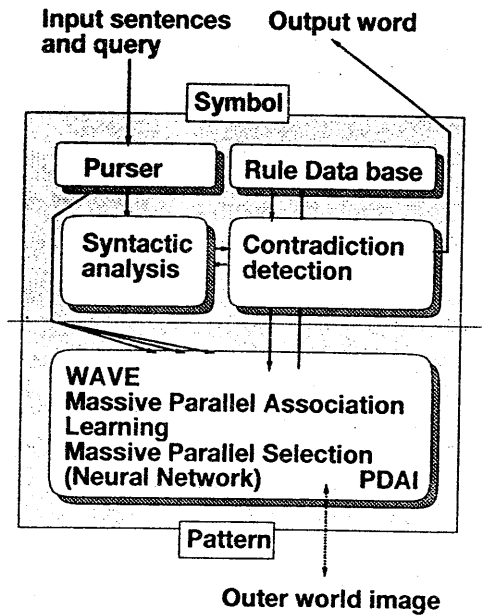 Input sentences
and query
Output word
Symbol
Purser
Rule Data base
Syntactic
analysis
Contradiction
detection
WAVE
Massive Parallel Association
Learning
Massive Parallel Selection
(Neural Network) PDAI
Pattern
Outer world image